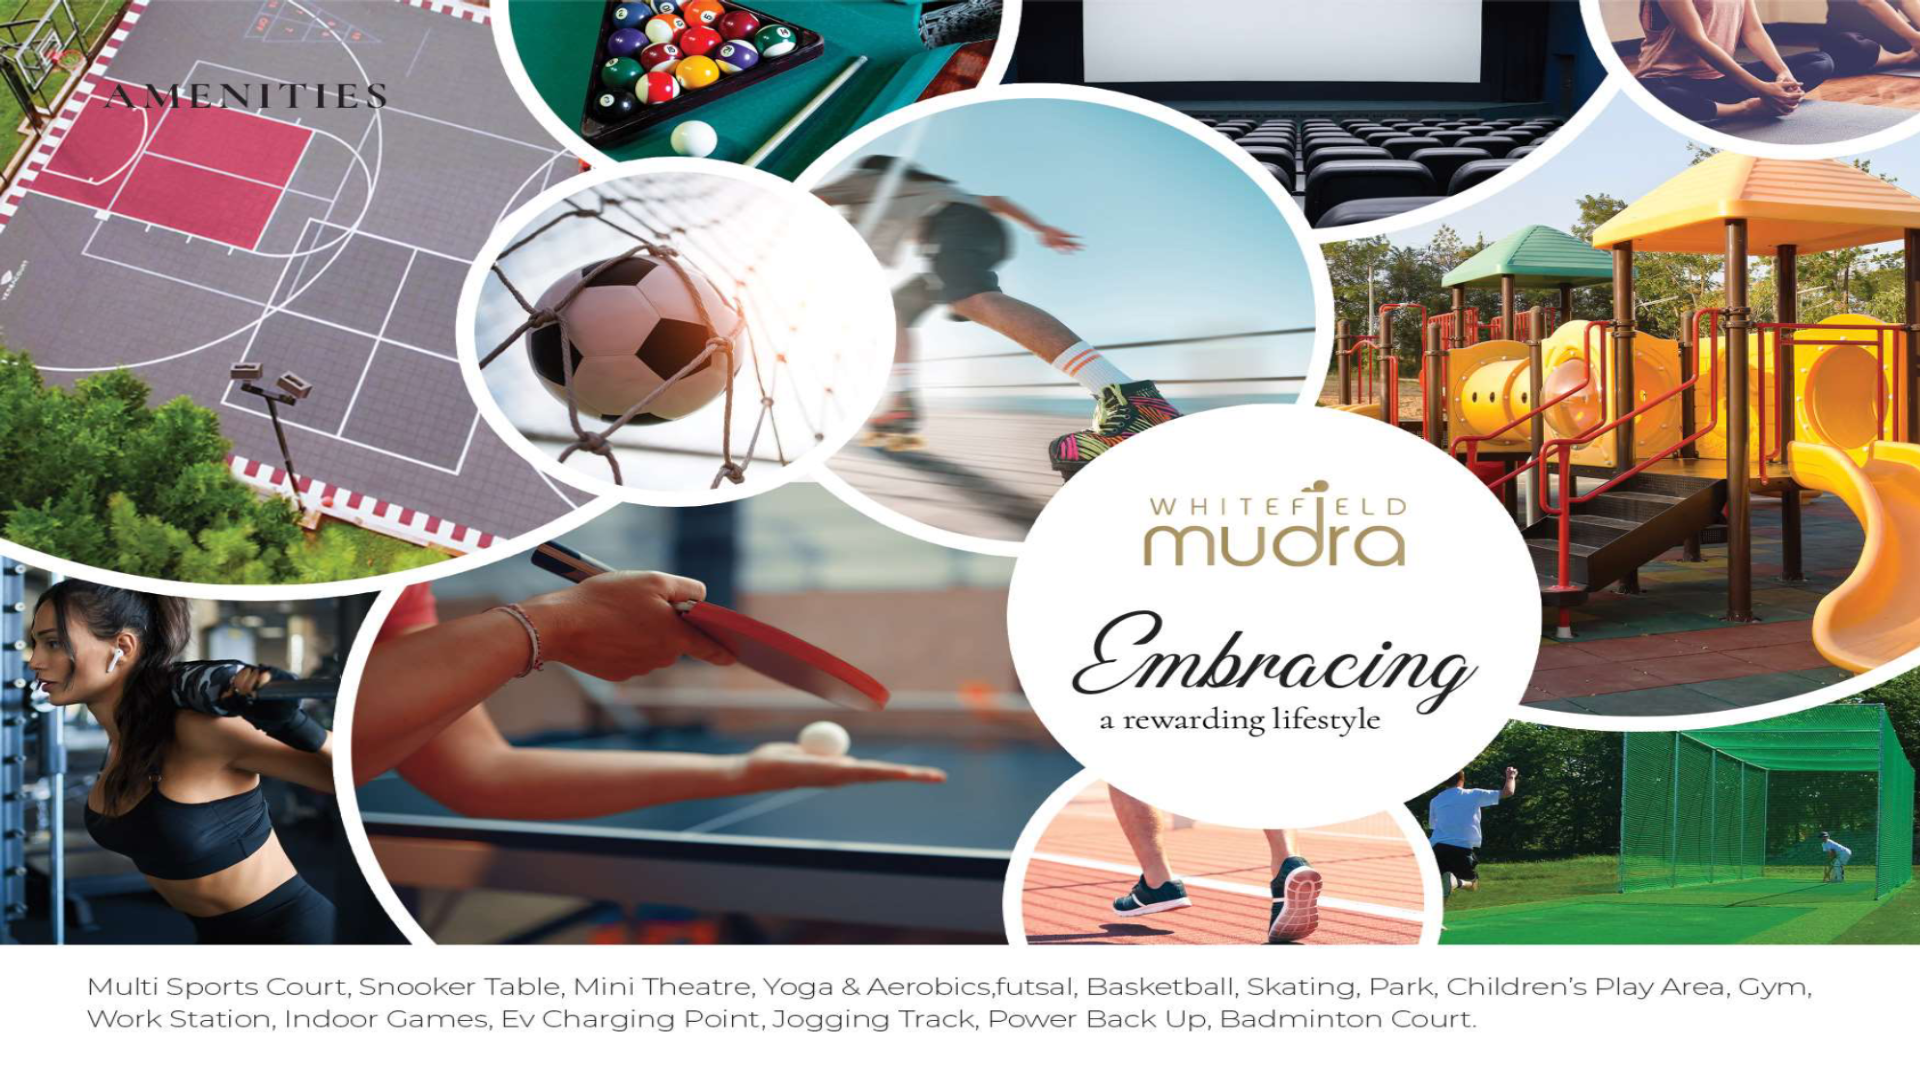 AMENITIES
WHITEFIELD
mudra
Embracing
a rewarding lifestyle
Multi Sports Court, Snooker Table, Mini Theatre, Yoga & Aerobics,futsal, Basketball, Skating, Park, Children's Play Area, Gym,
Work Station, Indoor Games, Ev Charging Point, Jogging Track, Power Back Up, Badminton Court.